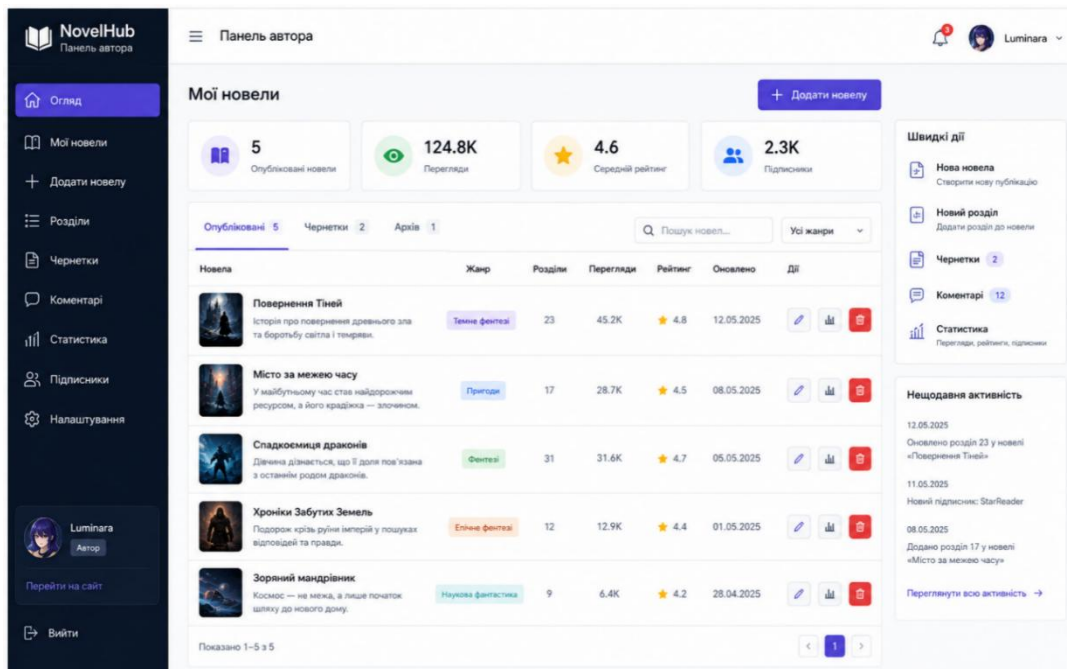 NovelHub
Панель автора
Огляд
Мої новели
Додати новелу
Розділи
Чернетки
Коментарі
Статистика
Підписники
Налаштування
Luminara
Автор
Перейти на сайт
Вийти
Панель автора
3
Luminara
Мої новели
+ Додати новелу
5
Опубліковані новели
124.8K
Перегляди
4.6
Середній рейтинг
2.3K
Підписники
Опубліковані 5 Чернетки 2 Архів 1
Пошук новел...
Усі жанри
Новела Жанр Розділи Перегляди Рейтинг Оновлено Дії
Повернення Тіней
Історія про повернення древнього зла
та боротьбу світла і темряви.
Темне фентезі 23 45.2K 4.8 12.05.2025
Місто за межею часу
У майбутньому час став найдорожчим
ресурсом, а його крадіжка — злочином.
Пригоди 17 28.7K 4.5 08.05.2025
Спадкоємиця драконів
Дівчина дізнається, що її доля пов'язана
з останнім родом драконів.
Фентезі 31 31.6K 4.7 05.05.2025
Хроніки Забутих Земель
Подорож крізь руїни імперій у пошуках
відповідей та правди.
Епічне фентезі 12 12.9K 4.4 01.05.2025
Зоряний мандрівник
Космос — не межа, а лише початок
шляху до нового дому.
Наукова фантастика 9 6.4K 4.2 28.04.2025
Показано 1–5 з 5
< 1 >
Швидкі дії
Нова новела
Створити нову публікацію
Новий розділ
Додати розділ до новели
Чернетки 2
Коментарі 12
Статистика
Перегляди, рейтинги, підписники
Нещодавня активність
12.05.2025
Оновлено розділ 23 у новелі
«Повернення Тіней»
11.05.2025
Новий підписник: StarReader
08.05.2025
Додано розділ 17 у новелі
«Місто за межею часу»
Переглянути всю активність →